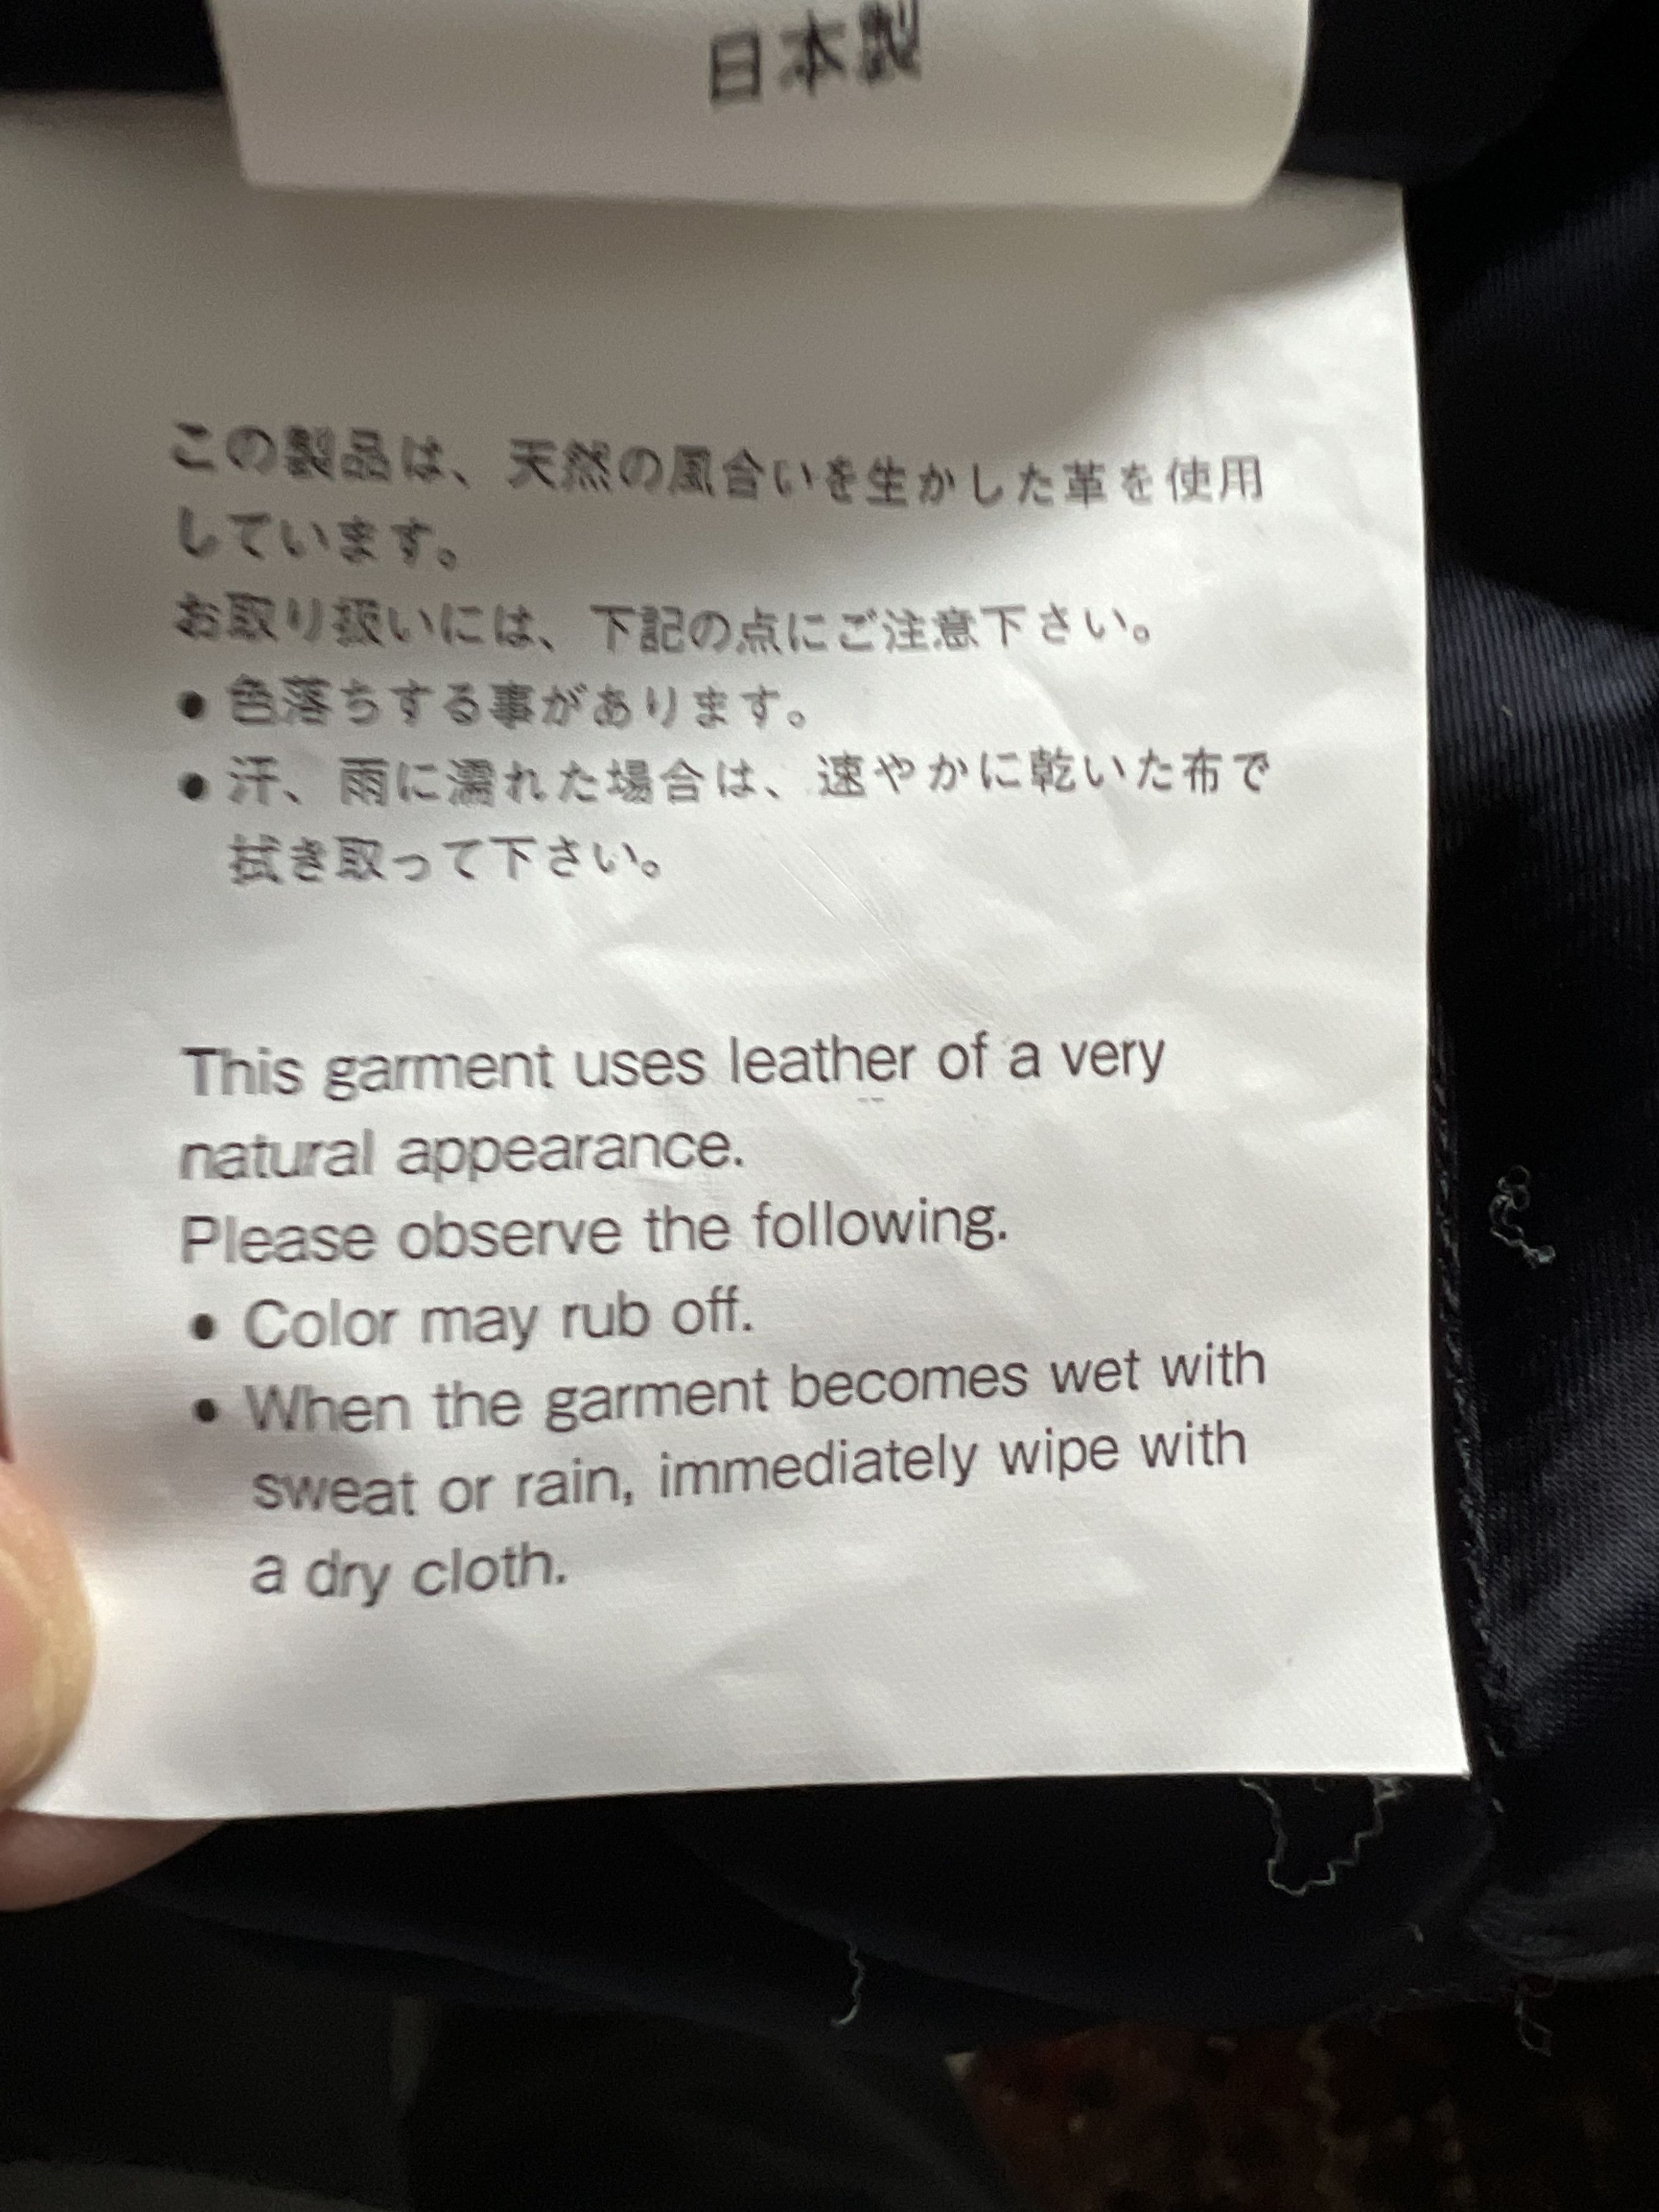 日本製
この製品は、天然の風合いを生かした革を使用
しています。
お取り扱いには、下記の点にご注意下さい。
● 色落ちする事があります。
● 汗、雨に濡れた場合は、速やかに乾いた布で
拭き取って下さい。
This garment uses leather of a very
natural appearance.
Please observe the following.
● Color may rub off.
● When the garment becomes wet with
sweat or rain, immediately wipe with
a dry cloth.